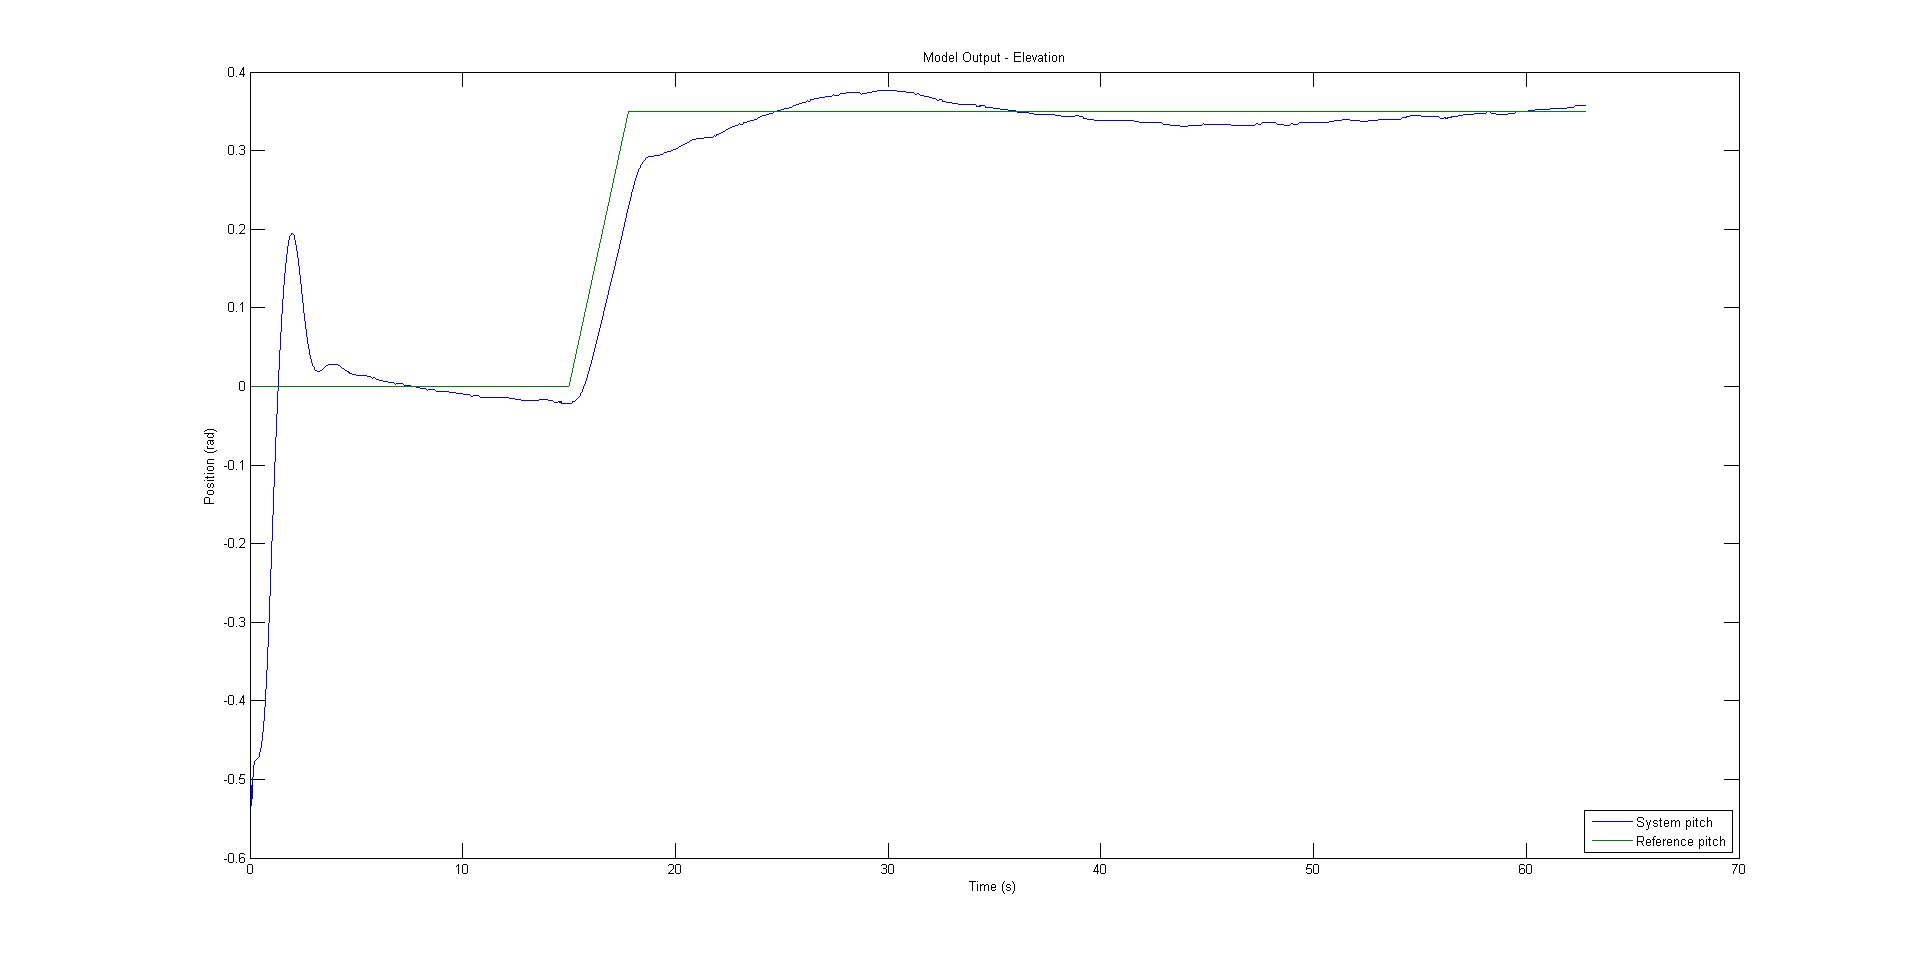 Model Output - Elevation
0.4
0.3
0.2
0.1
0
-0.1
-0.2
-0.3
-0.4
-0.5
-0.6
Position (rad)
0 10 20 30 40 50 60 70
Time (s)
System pitch
Reference pitch